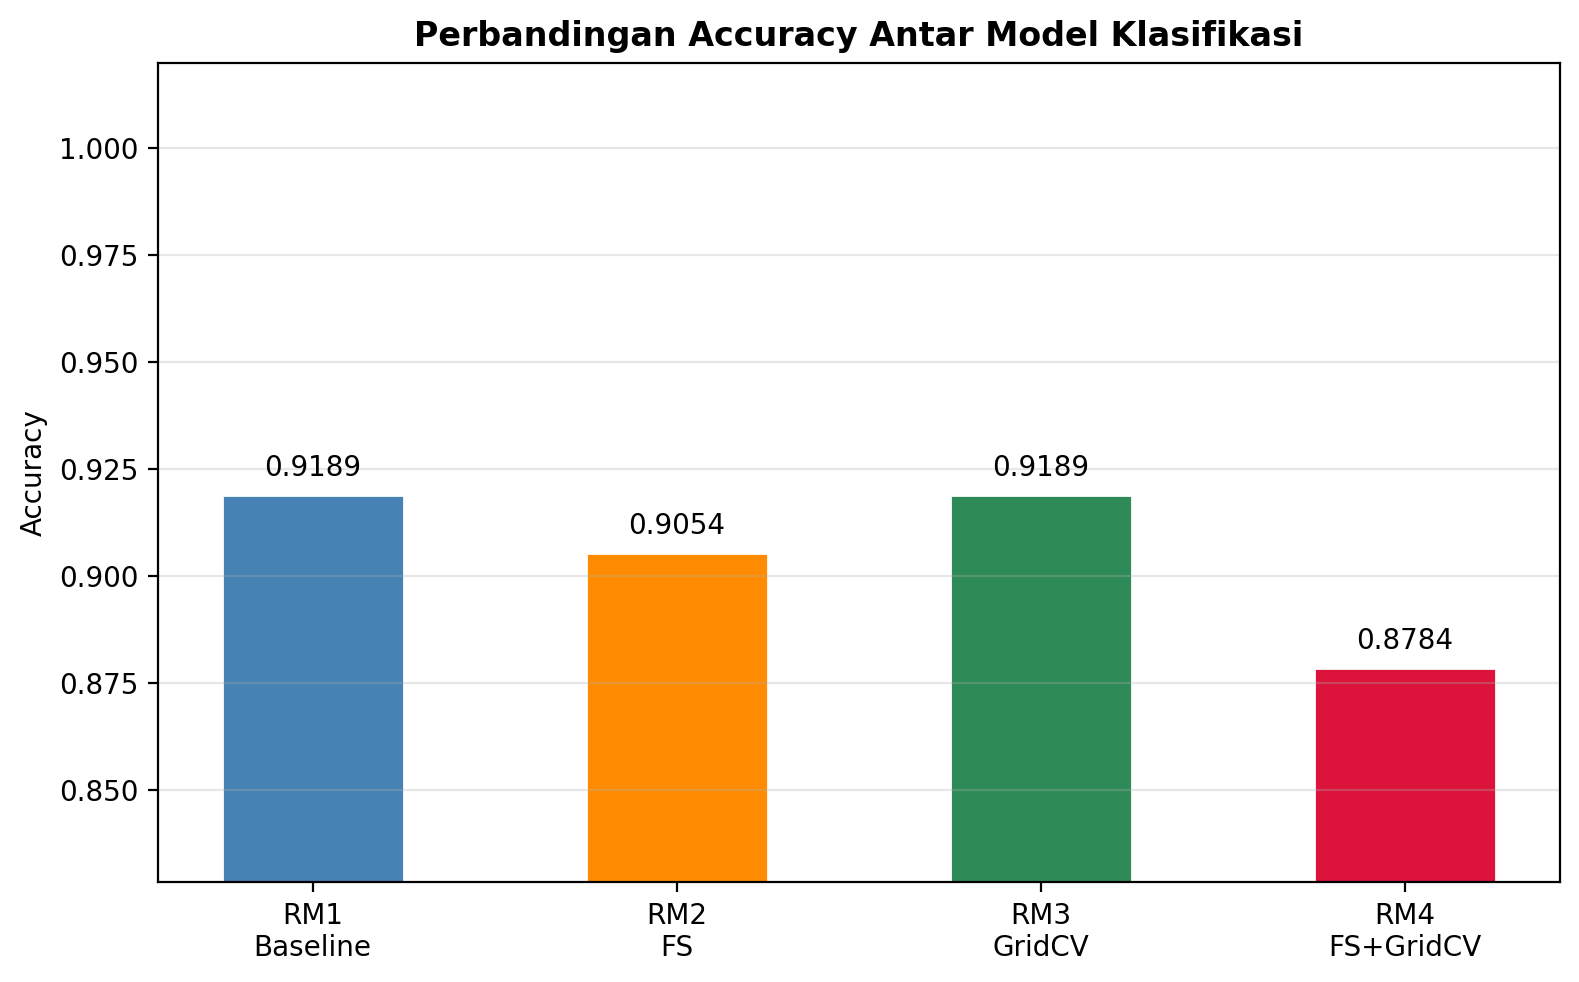 Perbandingan Accuracy Antar Model Klasifikasi
1.000
0.975
0.950
0.925
0.900
0.875
0.850
Accuracy
0.9189
0.9054
0.9189
0.8784
RM1
Baseline
RM2
FS
RM3
GridCV
RM4
FS+GridCV